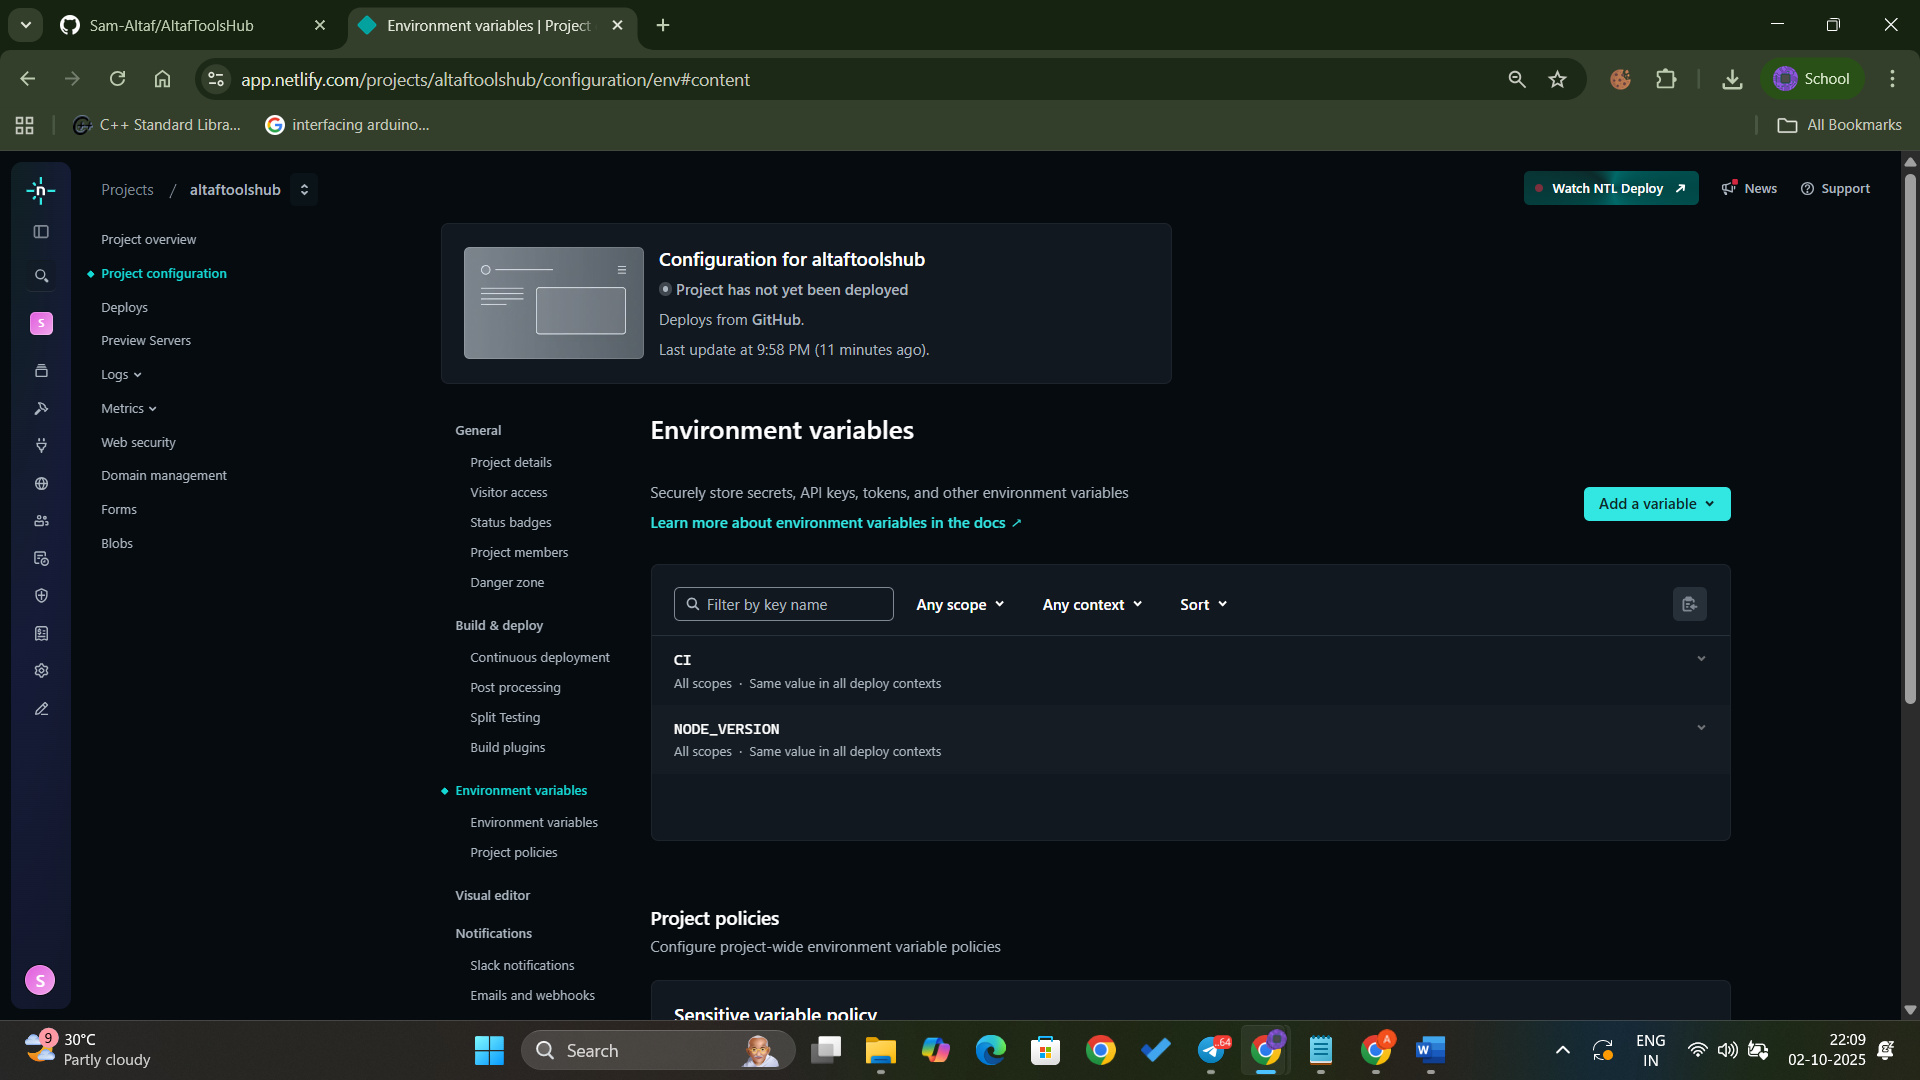 Sam-Altaf/AltafToolsHub
Environment variables | Project
app.netlify.com/projects/altaftoolshub/configuration/env#content
School
C++ Standard Libra...
interfacing arduino...
All Bookmarks
Projects / altaftoolshub
Watch NTL Deploy
News
Support
Project overview
Project configuration
Deploys
Preview Servers
Logs
Metrics
Web security
Domain management
Forms
Blobs
S
S
n
Configuration for altaftoolshub
Project has not yet been deployed
Deploys from GitHub.
Last update at 9:58 PM (11 minutes ago).
General
Project details
Visitor access
Status badges
Project members
Danger zone
Build & deploy
Continuous deployment
Post processing
Split Testing
Build plugins
Environment variables
Environment variables
Project policies
Visual editor
Notifications
Slack notifications
Emails and webhooks
Environment variables
Securely store secrets, API keys, tokens, and other environment variables
Learn more about environment variables in the docs
Add a variable
Filter by key name
Any scope
Any context
Sort
CI
All scopes · Same value in all deploy contexts
NODE_VERSION
All scopes · Same value in all deploy contexts
Project policies
Configure project-wide environment variable policies
Sensitive variable policy
9
30°C
Partly cloudy
Search
64
A
W
ENG
IN
22:09
02-10-2025